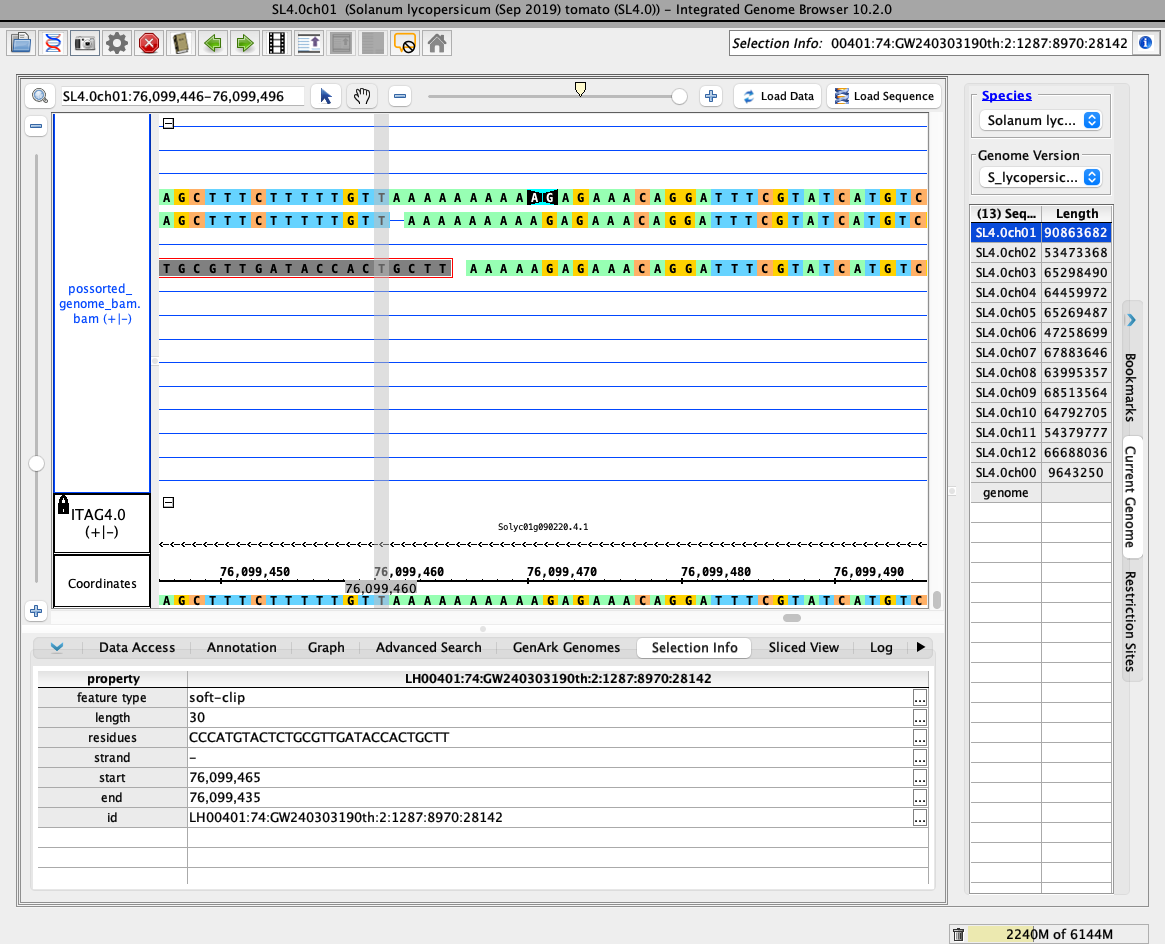 SL4.0ch01  (Solanum lycopersicum (Sep 2019) tomato (SL4.0)) - Integrated Genome Browser 10.2.0
Selection Info: 00401:74:GW240303190th:2:1287:8970:28142
SL4.0ch01:76,099,446-76,099,496
Load Data
Load Sequence
A G C T T T C T T T T T G T T A A A A A A A A A A G A G A A A C A G G A T T T C G T A T C A T G T C
A G C T T T C T T T T T G T T A A A A A A A A A G A G A A A C A G G A T T T C G T A T C A T G T C
T G C G T T G A T A C C A C T G C T T A A A A A G A G A A A C A G G A T T T C G T A T C A T G T C
possorted_
genome_bam.
bam (+|-)
ITAG4.0
(+|-)
Solyc01g090220.4.1
Coordinates
76,099,450 76,099,460 76,099,470 76,099,480 76,099,490
76,099,460
A G C T T T C T T T T T G T T A A A A A A A A A A G A G A A A C A G G A T T T C G T A T C A T G T C
Species
Solanum lyc...
Genome Version
S_lycopersic...
(13) Seq... Length
SL4.0ch01 90863682
SL4.0ch02 53473368
SL4.0ch03 65298490
SL4.0ch04 64459972
SL4.0ch05 65269487
SL4.0ch06 47258699
SL4.0ch07 67883646
SL4.0ch08 63995357
SL4.0ch09 68513564
SL4.0ch10 64792705
SL4.0ch11 54379777
SL4.0ch12 66688036
SL4.0ch00 9643250
genome
Bookmarks
Current Genome
Restriction Sites
Data Access Annotation Graph Advanced Search GenArk Genomes Selection Info Sliced View Log
property LH00401:74:GW240303190th:2:1287:8970:28142
feature type soft-clip ...
length 30 ...
residues CCCATGTACTCTGCGTTGATACCACTGCTT ...
strand - ...
start 76,099,465 ...
end 76,099,435 ...
id LH00401:74:GW240303190th:2:1287:8970:28142 ...
2240M of 6144M